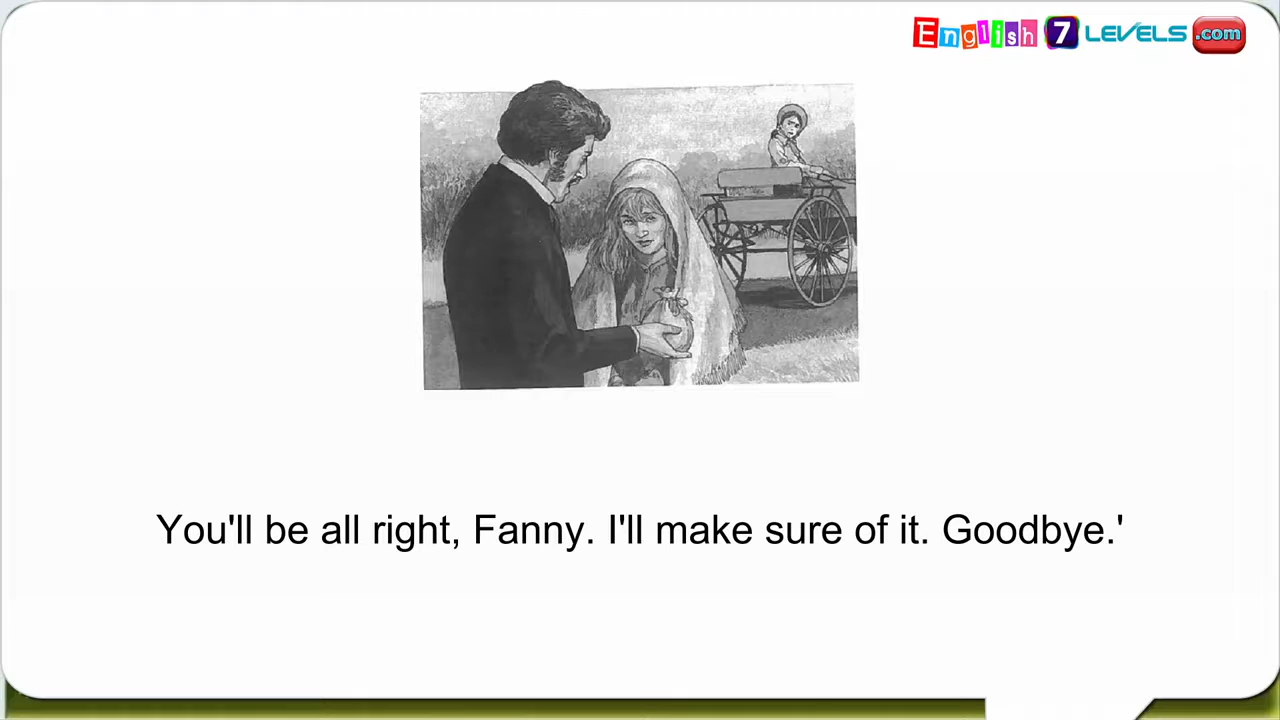 English 7 LEVELS .com
You'll be all right, Fanny. I'll make sure of it. Goodbye.'